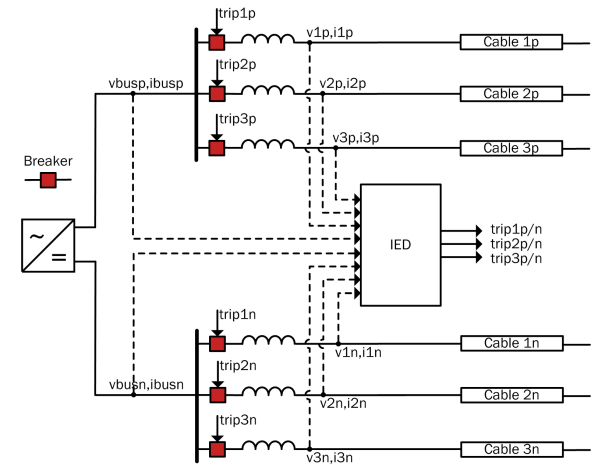 trip1p
v1p,i1p
Cable 1p
trip2p
vbusp,ibusp
v2p,i2p
Cable 2p
trip3p
v3p,i3p
Cable 3p
Breaker
IED
trip1p/n
trip2p/n
trip3p/n
~
=
trip1n
Cable 1n
v1n,i1n
trip2n
vbusn,ibusn
Cable 2n
v2n,i2n
trip3n
Cable 3n
v3n,i3n